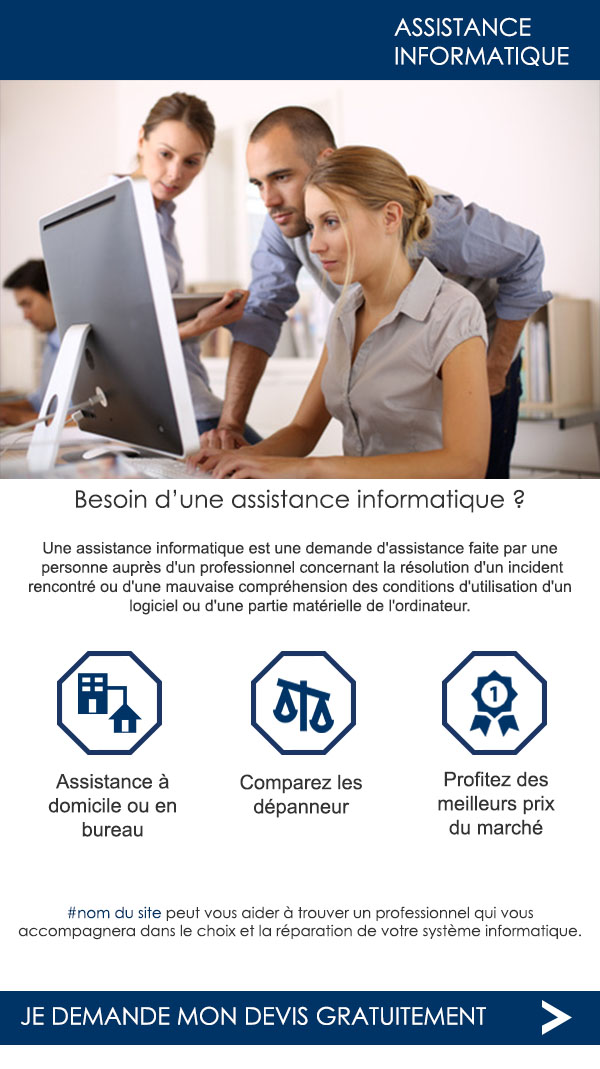 ASSISTANCE
INFORMATIQUE
Besoin d’une assistance informatique ?
Une assistance informatique est une demande d'assistance faite par une
personne auprès d'un professionnel concernant la résolution d'un incident
rencontré ou d'une mauvaise compréhension des conditions d'utilisation d'un
logiciel ou d'une partie matérielle de l'ordinateur.
1
Assistance à
domicile ou en
bureau
Comparez les
dépanneur
Profitez des
meilleurs prix
du marché
#nom du site peut vous aider à trouver un professionnel qui vous
accompagnera dans le choix et la réparation de votre système informatique.
JE DEMANDE MON DEVIS GRATUITEMENT